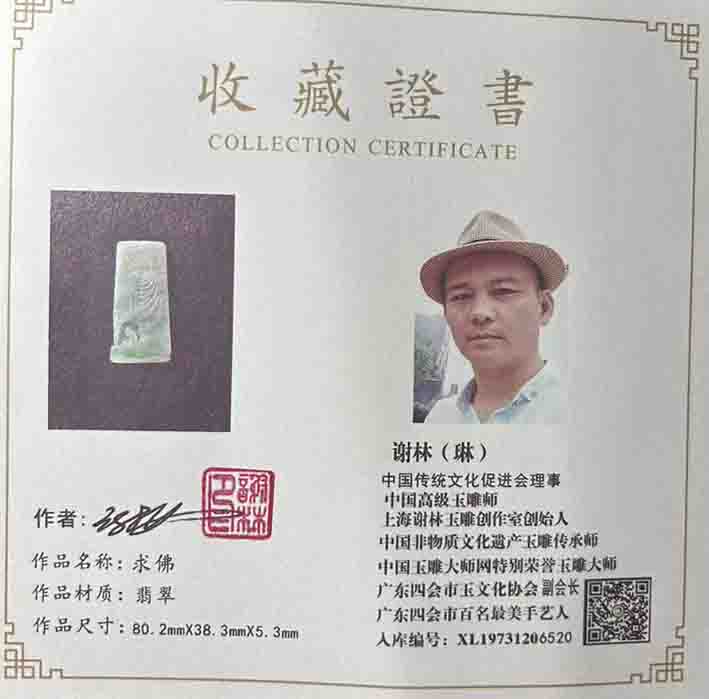 收藏證書
COLLECTION CERTIFICATE
谢林（琳）
中国传统文化促进会理事
中国高级玉雕师
上海谢林玉雕创作室创始人
中国非物质文化遗产玉雕传承师
中国玉雕大师网特别荣誉玉雕大师
广东四会市玉文化协会 副会长
广东四会市百名最美手艺人
入库编号：XL19731206520
作者：
作品名称：求佛
作品材质：翡翠
作品尺寸：80.2mmX38.3mmX5.3mm